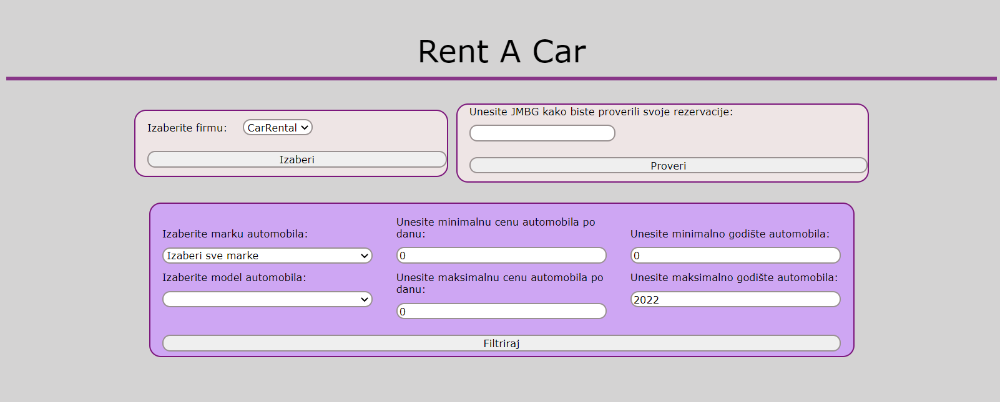 Rent A Car
Izaberite firmu:
CarRental
Izaberi
Unesite JMBG kako biste proverili svoje rezervacije:
Proveri
Izaberite marku automobila:
Izaberi sve marke
Izaberite model automobila:
Unesite minimalnu cenu automobila po
danu:
0
Unesite maksimalnu cenu automobila po
danu:
0
Unesite minimalno godište automobila:
0
Unesite maksimalno godište automobila:
2022
Filtriraj